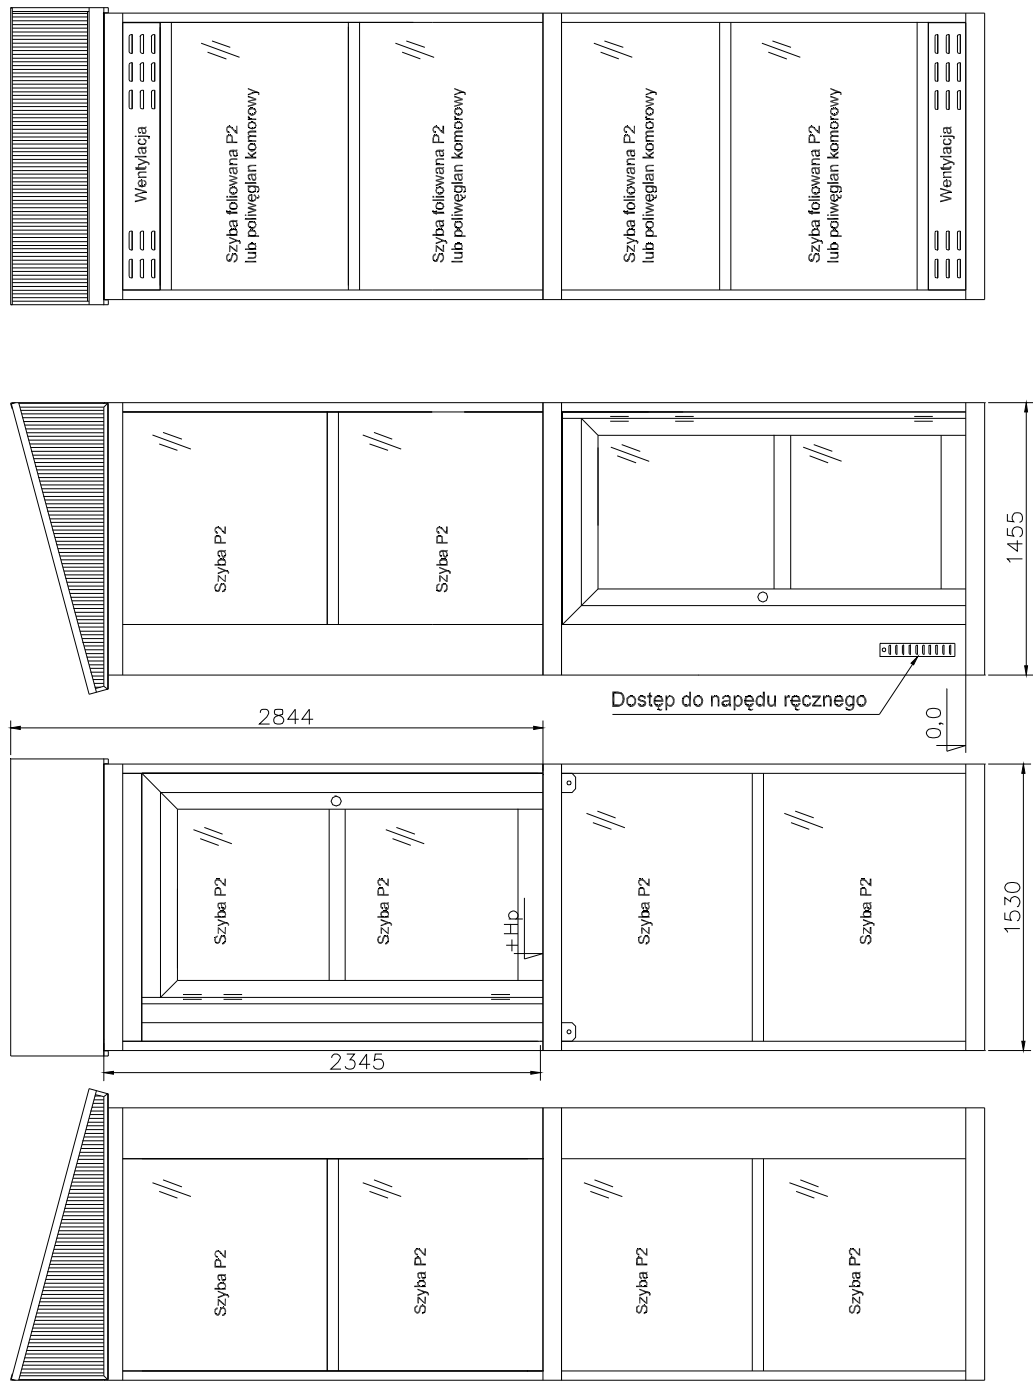 Wentylacja
Szyba foliowana P2
lub poliwęglan komorowy
Szyba foliowana P2
lub poliwęglan komorowy
Szyba foliowana P2
lub poliwęglan komorowy
Szyba foliowana P2
lub poliwęglan komorowy
Wentylacja
Szyba P2
Szyba P2
1455
Dostęp do napędu ręcznego
0,0
2844
Szyba P2
Szyba P2
+Hp
Szyba P2
Szyba P2
1530
2345
Szyba P2
Szyba P2
Szyba P2
Szyba P2